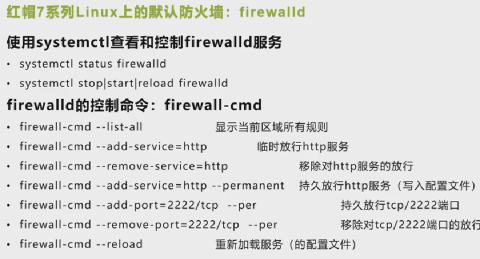 红帽7系列Linux上的默认防火墙：firewalld
使用systemctl查看和控制firewalld服务
• systemctl status firewalld
• systemctl stop|start|reload firewalld
firewalld的控制命令：firewall-cmd
• firewall-cmd --list-all 显示当前区域所有规则
• firewall-cmd --add-service=http 临时放行http服务
• firewall-cmd --remove-service=http 移除对http服务的放行
• firewall-cmd --add-service=http --permanent 持久放行http服务（写入配置文件）
• firewall-cmd --add-port=2222/tcp --per 持久放行tcp/2222端口
• firewall-cmd --remove-port=2222/tcp --per 移除对tcp/2222端口的放行
• firewall-cmd --reload 重新加载服务（的配置文件）